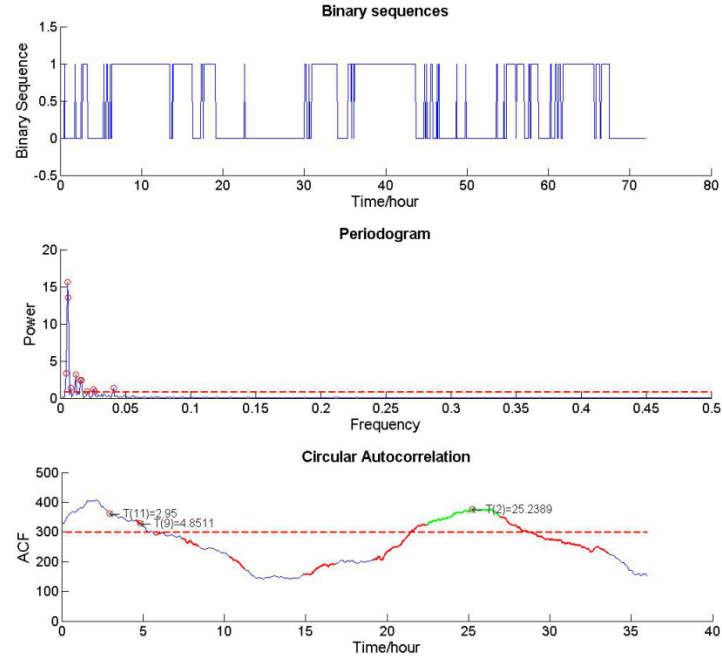 Binary sequences
Binary Sequence
1.5
1
0.5
0
-0.5
0 10 20 30 40 50 60 70 80
Time/hour
Periodogram
Power
20
15
10
5
0
0 0.05 0.1 0.15 0.2 0.25 0.3 0.35 0.4 0.45 0.5
Frequency
Circular Autocorrelation
ACF
500
400
300
200
100
0
T(11)=2.95
T(9)=4.8511
T(2)=25.2389
0 5 10 15 20 25 30 35 40
Time/hour